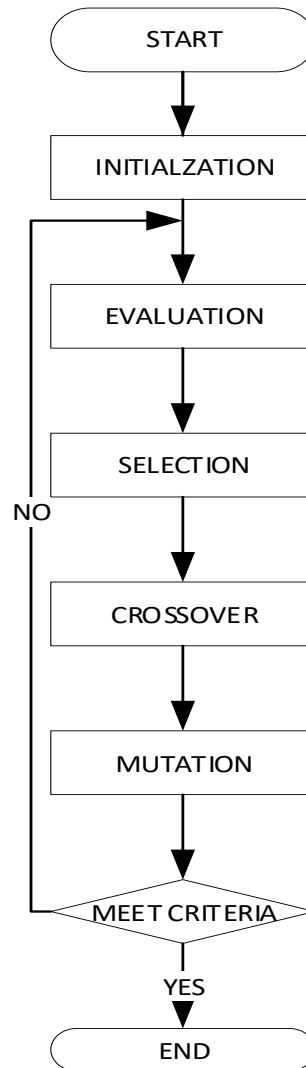 START
INITIALZATION
EVALUATION
SELECTION
NO
CROSSOVER
MUTATION
MEET CRITERIA
YES
END